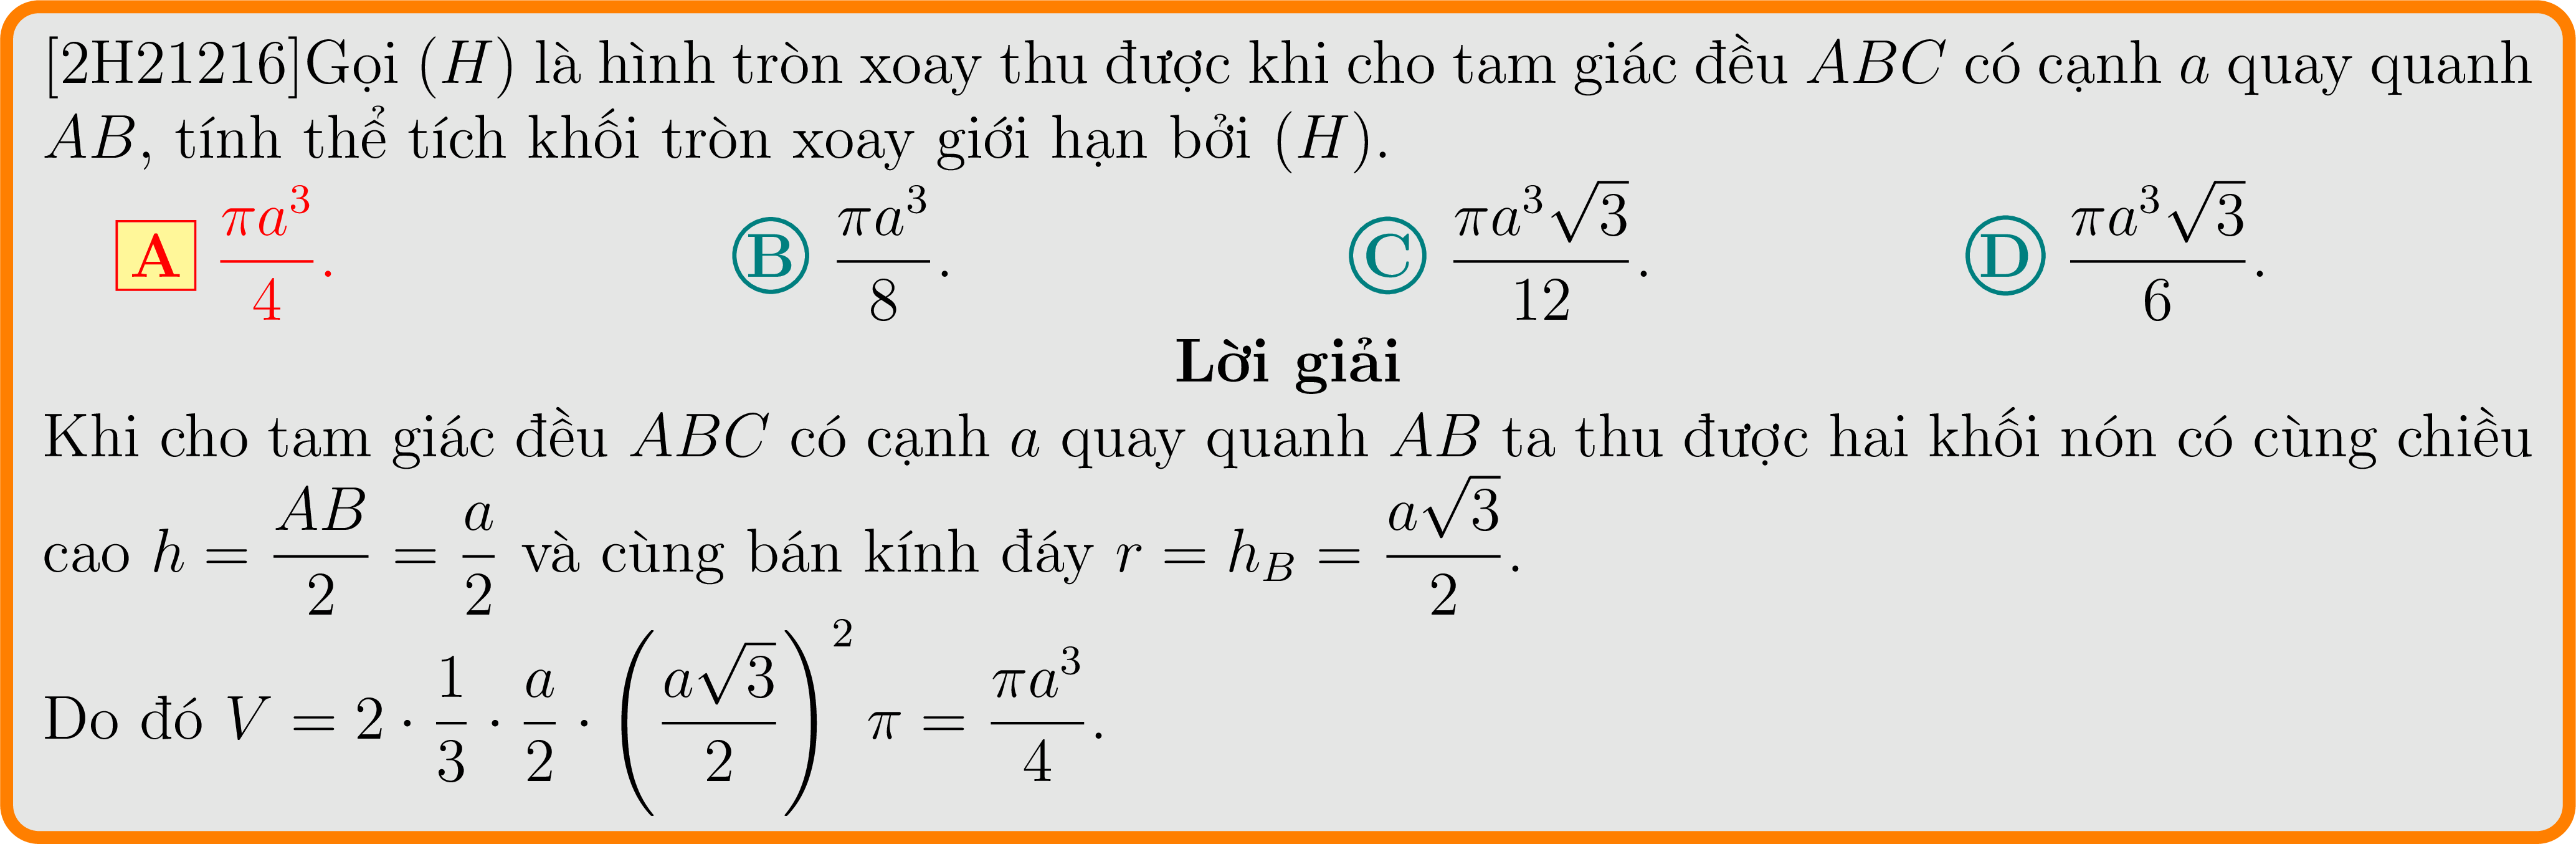 [2H21216]Gọi (H) là hình tròn xoay thu được khi cho tam giác đều ABC có cạnh a quay quanh
AB, tính thể tích khối tròn xoay giới hạn bởi (H).
A $\frac{\pi a^3}{4}$. B $\frac{\pi a^3}{8}$. C $\frac{\pi a^3\sqrt{3}}{12}$. D $\frac{\pi a^3\sqrt{3}}{6}$.
Lời giải
Khi cho tam giác đều ABC có cạnh a quay quanh AB ta thu được hai khối nón có cùng chiều
cao $h = \frac{AB}{2} = \frac{a}{2}$ và cùng bán kính đáy $r = h_B = \frac{a\sqrt{3}}{2}$.
Do đó $V = 2 \cdot \frac{1}{3} \cdot \frac{a}{2} \cdot \left(\frac{a\sqrt{3}}{2}\right)^2 \pi = \frac{\pi a^3}{4}$.